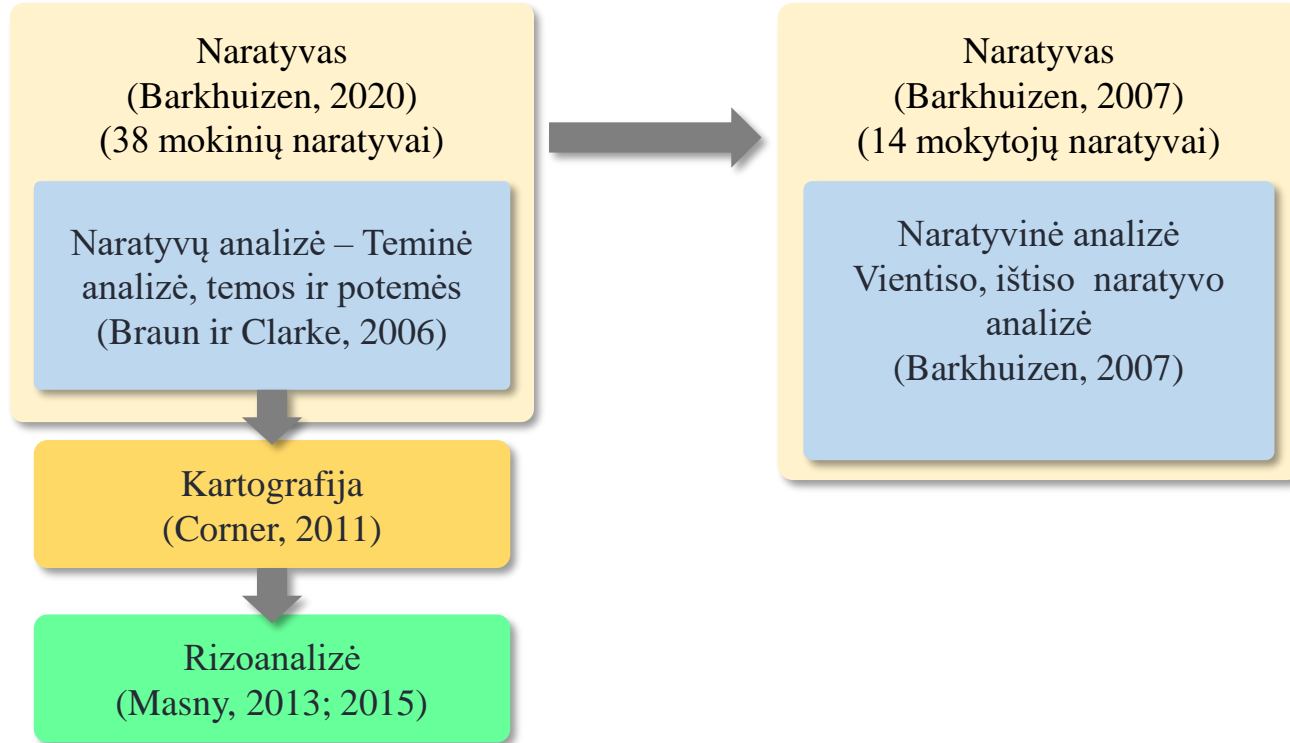 Naratyvas
(Barkhuizen, 2020)
(38 mokinių naratyvai)
Naratyvų analizė – Teminė
analizė, temos ir potemės
(Braun ir Clarke, 2006)
Kartografija
(Corner, 2011)
Rizoanalizė
(Masny, 2013; 2015)
Naratyvas
(Barkhuizen, 2007)
(14 mokytojų naratyvai)
Naratyvinė analizė
Vientiso, ištiso naratyvo
analizė
(Barkhuizen, 2007)